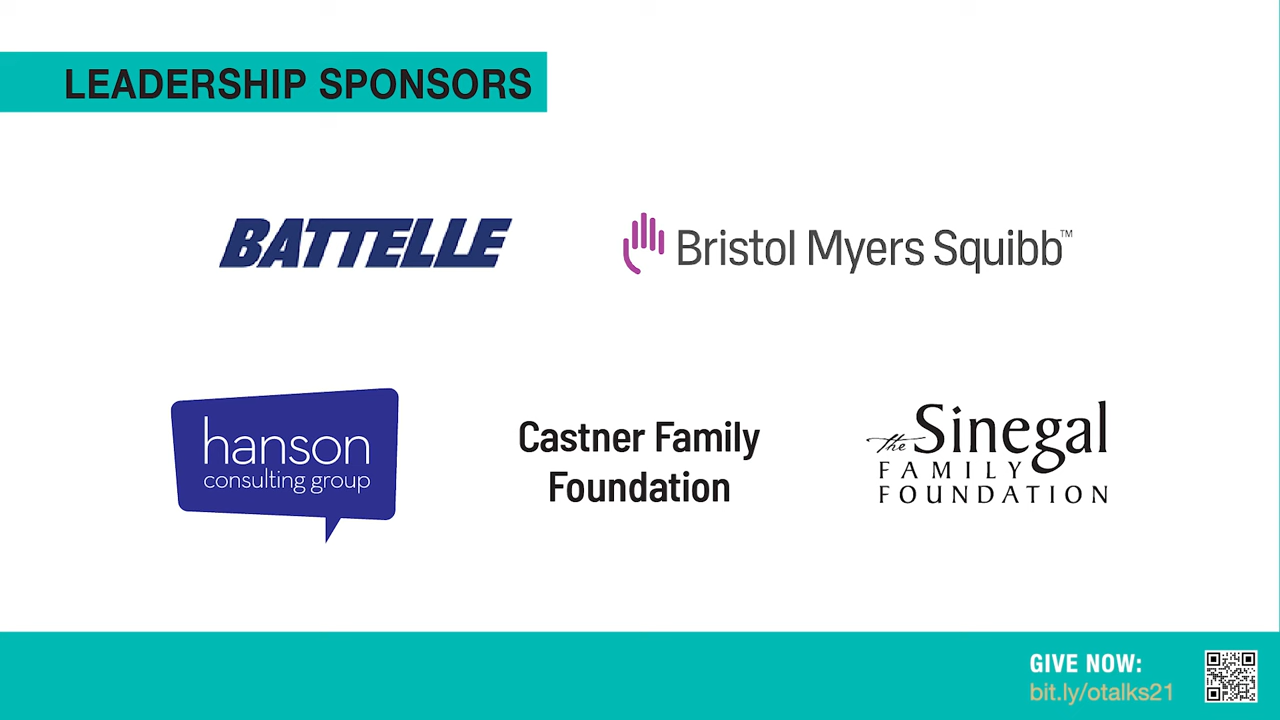 LEADERSHIP SPONSORS
BATTELLE
Bristol Myers Squibb™
hanson
consulting group
Castner Family
Foundation
the Sinegal
FAMILY
FOUNDATION
GIVE NOW:
bit.ly/otalks21